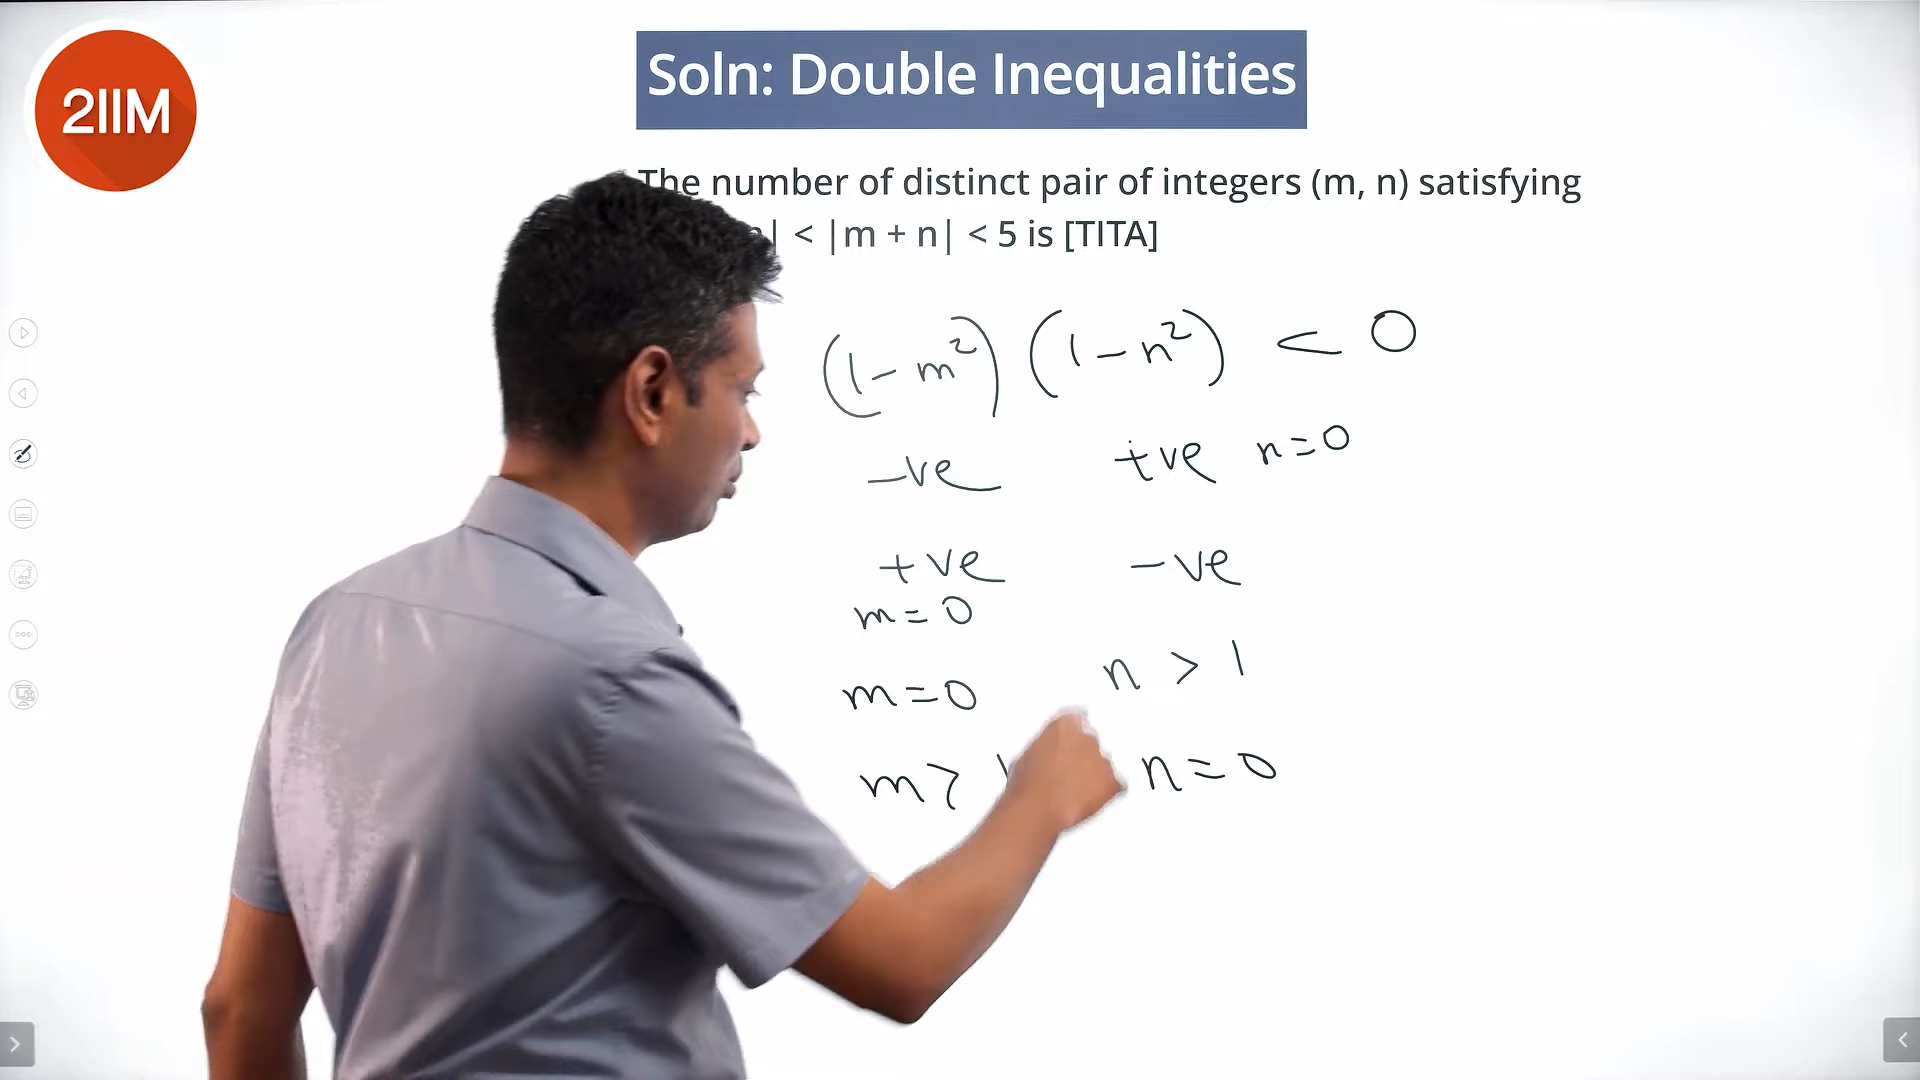 2IIM
Soln: Double Inequalities
The number of distinct pair of integers (m, n) satisfying
| < |m + n| < 5 is [TITA]
(1 - m²) (1 - n²) < 0
-ve +ve n=0
+ve -ve
m=0
m=0 n > 1
m> n=0